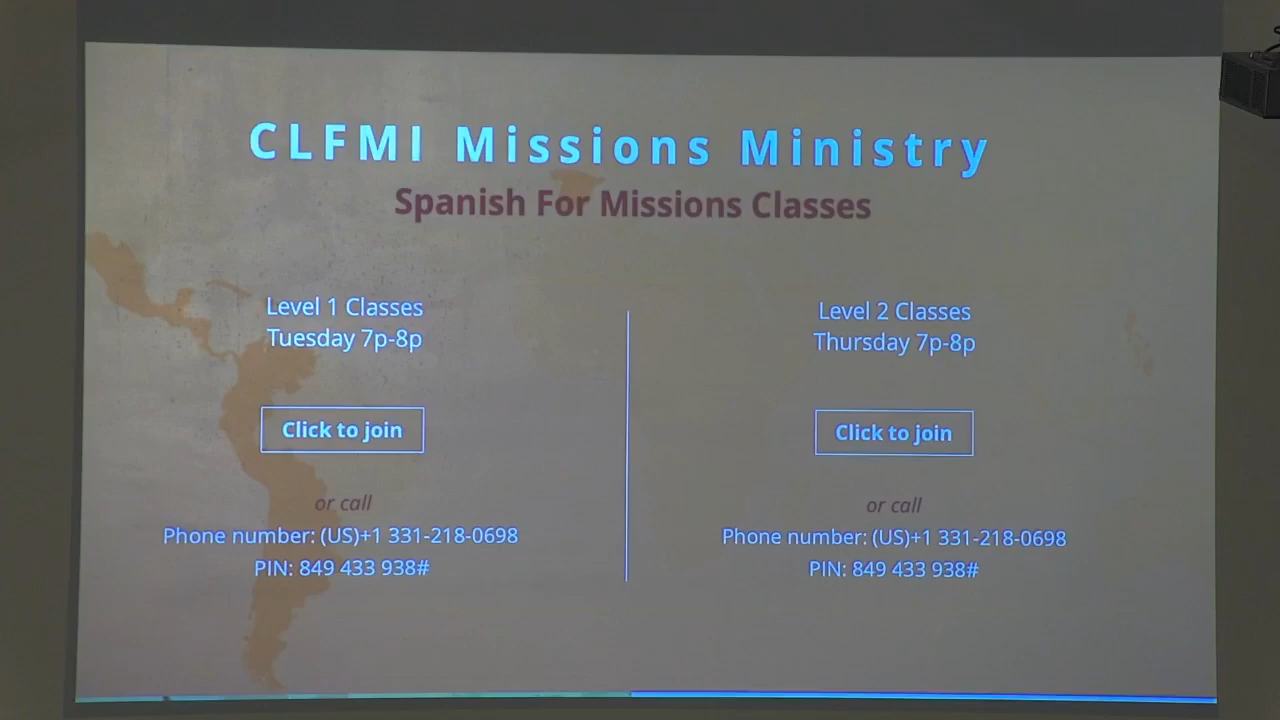 CLFMI Missions Ministry
Spanish For Missions Classes
Level 1 Classes
Tuesday 7p-8p
Click to join
or call
Phone number: (US)+1 331-218-0698
PIN: 849 433 938#
Level 2 Classes
Thursday 7p-8p
Click to join
or call
Phone number: (US)+1 331-218-0698
PIN: 849 433 938#